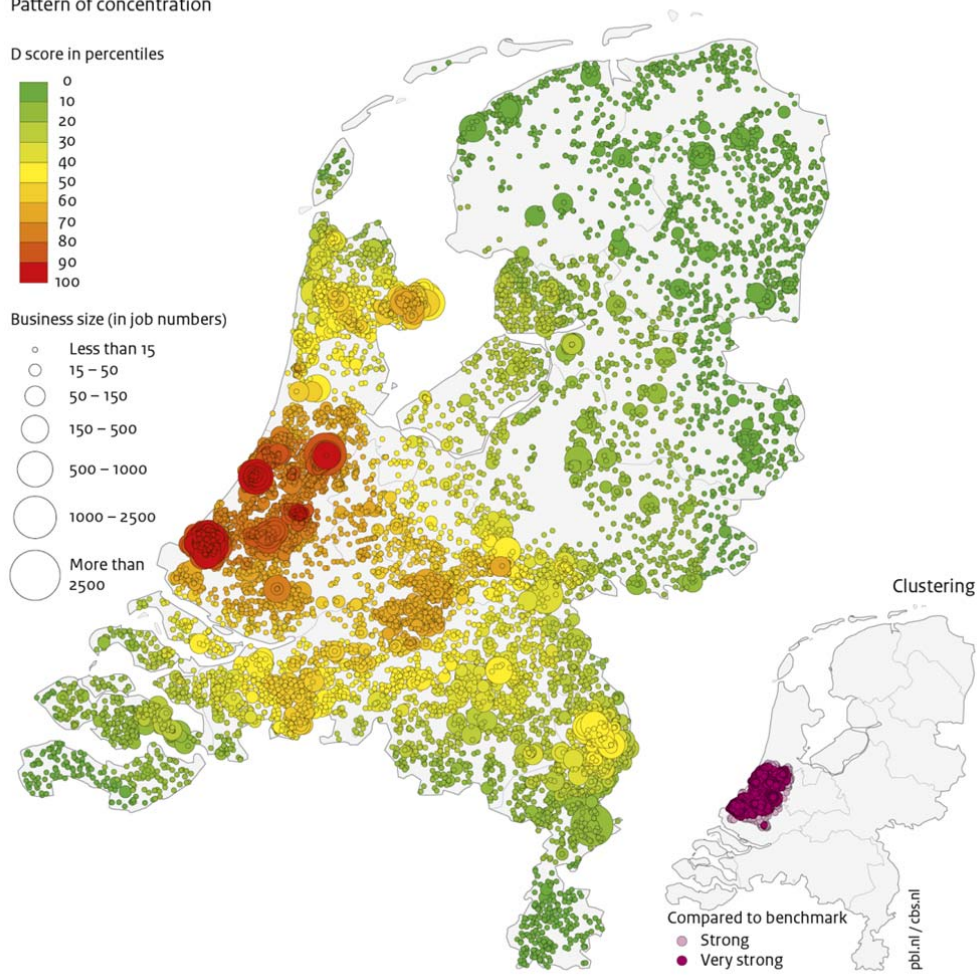 Pattern of concentration
D score in percentiles
0
10
20
30
40
50
60
70
80
90
100
Business size (in job numbers)
Less than 15
15 – 50
50 – 150
150 – 500
500 – 1000
1000 – 2500
More than
2500
Clustering
Compared to benchmark
Strong
Very strong
pbl.nl / cbs.nl